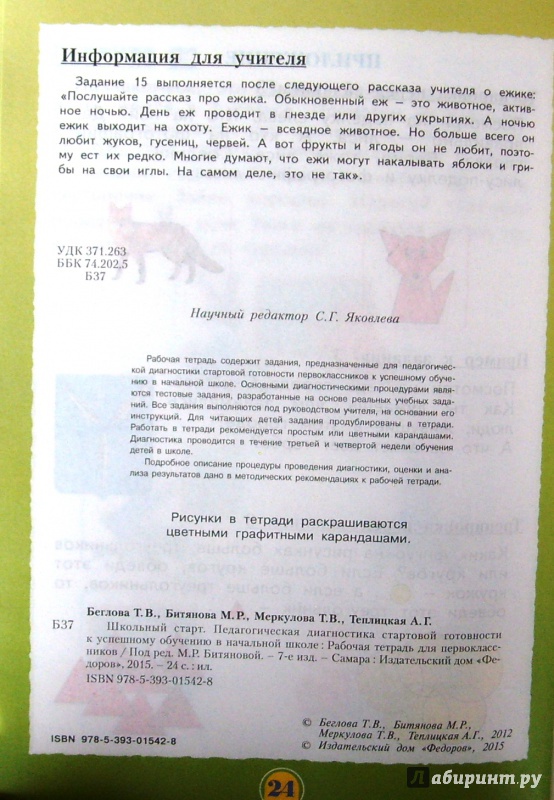 Информация для учителя
Задание 15 выполняется после следующего рассказа учителя о ежике:
«Послушайте рассказ про ежика. Обыкновенный еж – это животное, актив-
ное ночью. День еж проводит в гнезде или других укрытиях. А ночью
ежик выходит на охоту. Ежик – всеядное животное. Но больше всего он
любит жуков, гусениц, червей. А вот фрукты и ягоды он не любит, поэто-
му ест их редко. Многие думают, что ежи могут накалывать яблоки и гри-
бы на свои иглы. На самом деле, это не так».
УДК 371.263
ББК 74.202.5
Б37
Научный редактор С.Г. Яковлева
Рабочая тетрадь содержит задания, предназначенные для педагогичес-
кой диагностики стартовой готовности первоклассников к успешному обуче-
нию в начальной школе. Основными диагностическими процедурами явля-
ются тестовые задания, разработанные на основе реальных учебных зада-
ний. Все задания выполняются под руководством учителя, на основании его
инструкций. Для читающих детей задания продублированы в тетради.
Работать в тетради рекомендуется простым или цветными карандашами.
Диагностика проводится в течение третьей и четвертой недели обучения
детей в школе.
Подробное описание процедуры проведения диагностики, оценки и ана-
лиза результатов дано в методических рекомендациях к рабочей тетради.
Рисунки в тетради раскрашиваются
цветными графитными карандашами.
Беглова Т.В., Битянова М.Р., Меркулова Т.В., Теплицкая А.Г.
Б37 Школьный старт. Педагогическая диагностика стартовой готовности
к успешному обучению в начальной школе : Рабочая тетрадь для первоклас-
сников / Под ред. М.Р. Битяновой. – 7-е изд. – Самара : Издательский дом «Фе-
доров», 2015. – 24 с. : ил.
ISBN 978-5-393-01542-8
© Беглова Т.В., Битянова М.Р.,
Меркулова Т.В., Теплицкая А.Г., 2012
ISBN 978-5-393-01542-8 © Издательский дом «Федоров», 2015
24
Лабиринт.ру